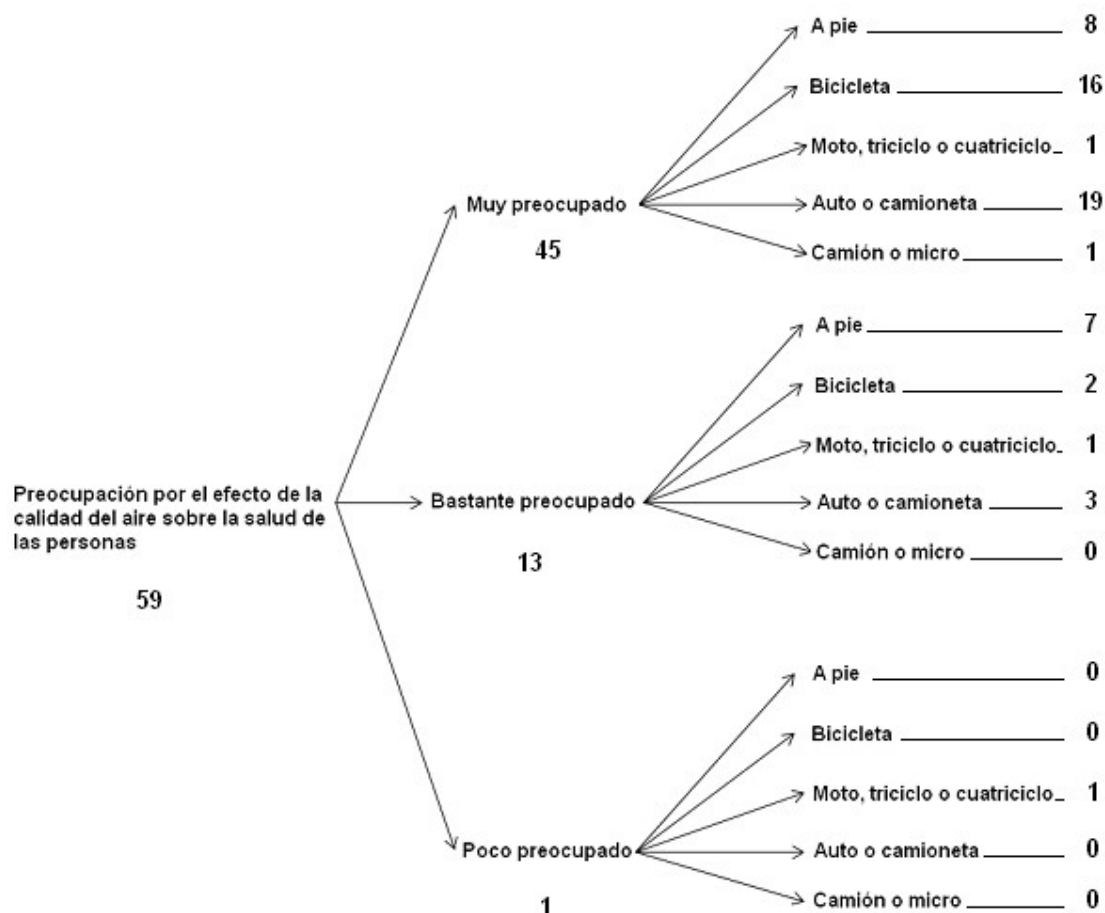 A pie 8
Bicicleta 16
Moto, triciclo o cuatriciclo 1
Muy preocupado
Auto o camioneta 19
45
Camión o micro 1
A pie 7
Bicicleta 2
Moto, triciclo o cuatriciclo 1
Preocupación por el efecto de la
calidad del aire sobre la salud de
las personas
59
Bastante preocupado
Auto o camioneta 3
13
Camión o micro 0
A pie 0
Bicicleta 0
Moto, triciclo o cuatriciclo 1
Poco preocupado
Auto o camioneta 0
1
Camión o micro 0